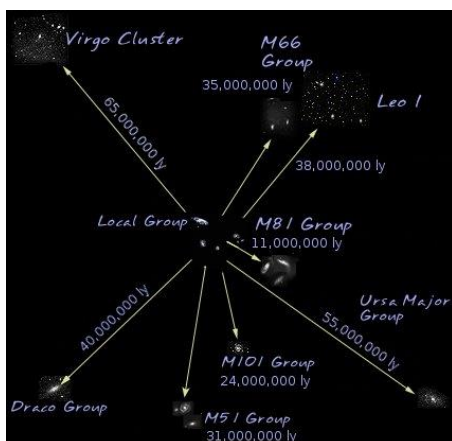 Virgo Cluster
M66
Group
35,000,000 ly
Leo I
65,000,000 ly
38,000,000 ly
Local Group
M81 Group
11,000,000 ly
Ursa Major
Group
55,000,000 ly
40,000,000 ly
M101 Group
24,000,000 ly
Draco Group
M51 Group
31,000,000 ly